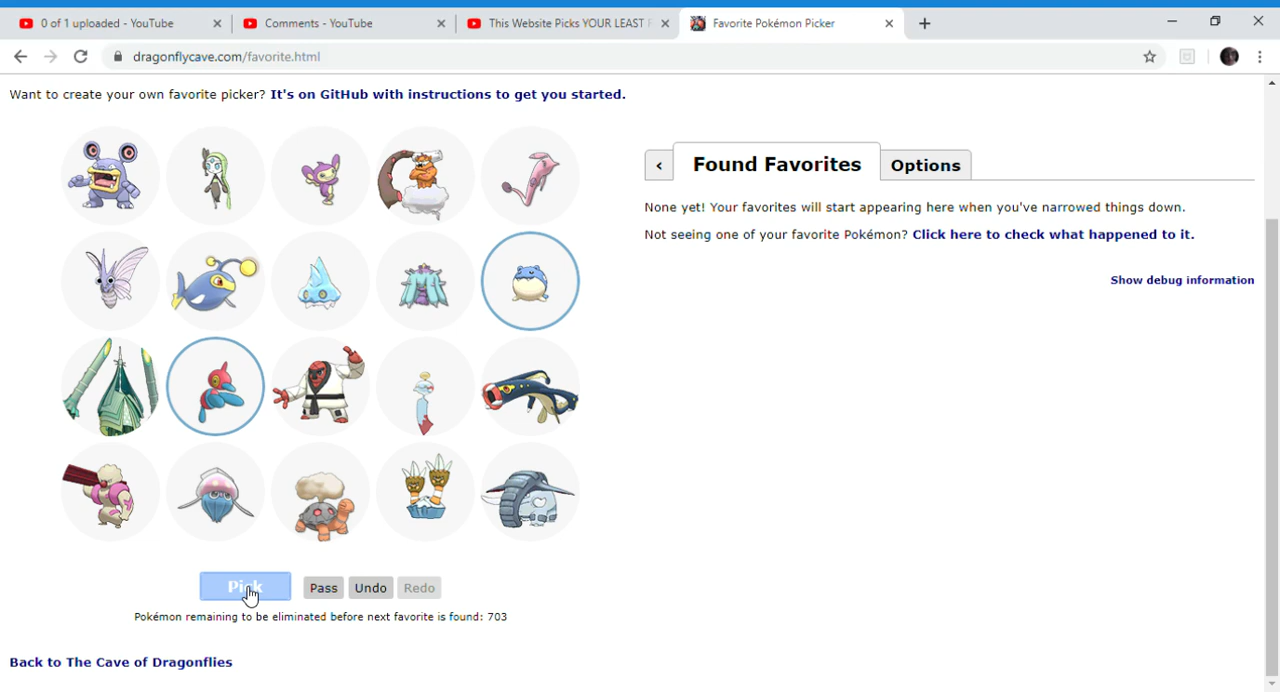 0 of 1 uploaded - YouTube
Comments - YouTube
This Website Picks YOUR LEAST
Favorite Pokémon Picker
dragonflycave.com/favorite.html
Want to create your own favorite picker? It's on GitHub with instructions to get you started.
Found Favorites
Options
None yet! Your favorites will start appearing here when you've narrowed things down.
Not seeing one of your favorite Pokémon? Click here to check what happened to it.
Show debug information
Pick
Pass
Undo
Redo
Pokémon remaining to be eliminated before next favorite is found: 703
Back to The Cave of Dragonflies